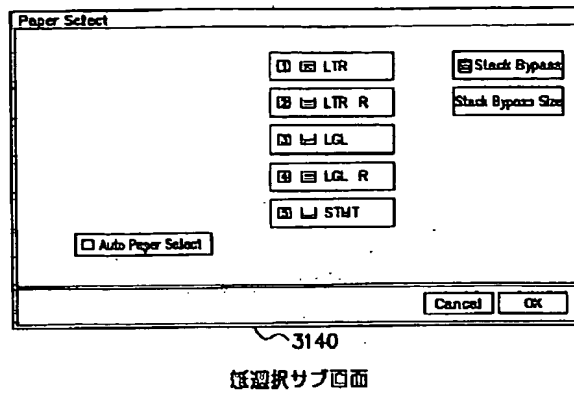 Paper Select
1 LTR
Stack Bypass
2 LTR R
Stack Bypass Size
3 LGL
4 LGL R
5 STMT
Auto Paper Select
Cancel OK
3140
紙選択サブ画面